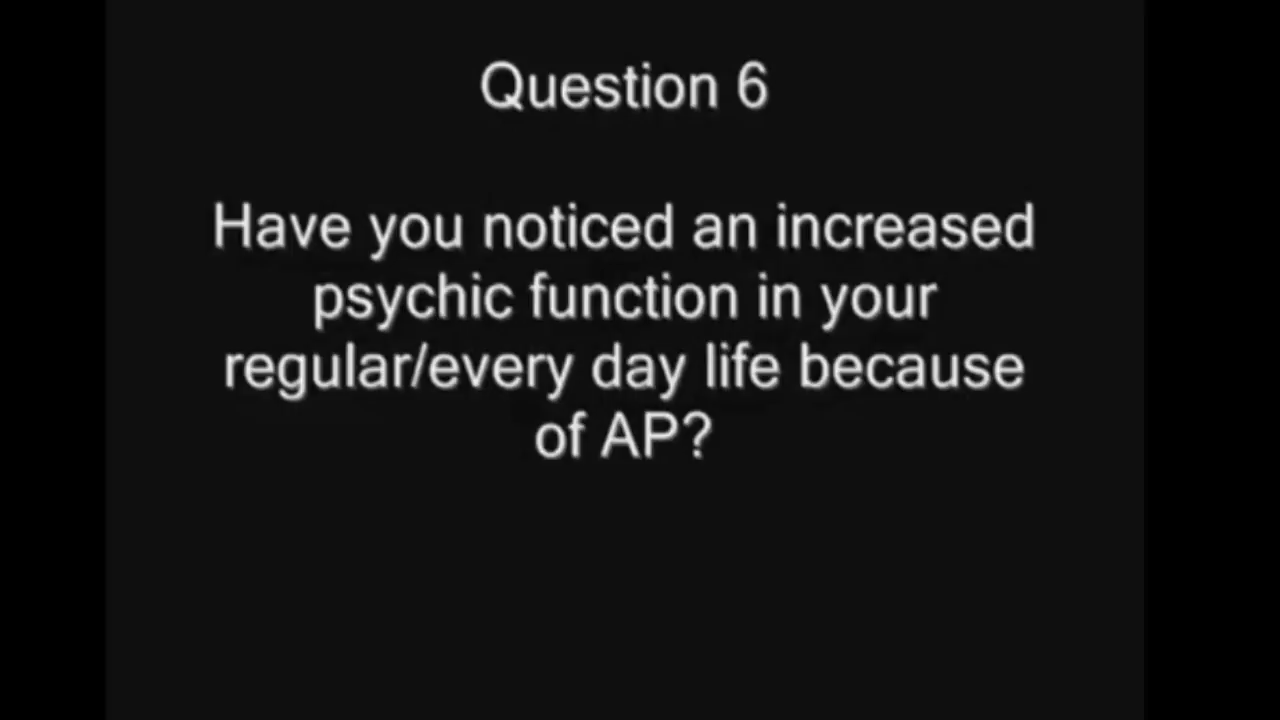 Question 6
Have you noticed an increased
psychic function in your
regular/every day life because
of AP?